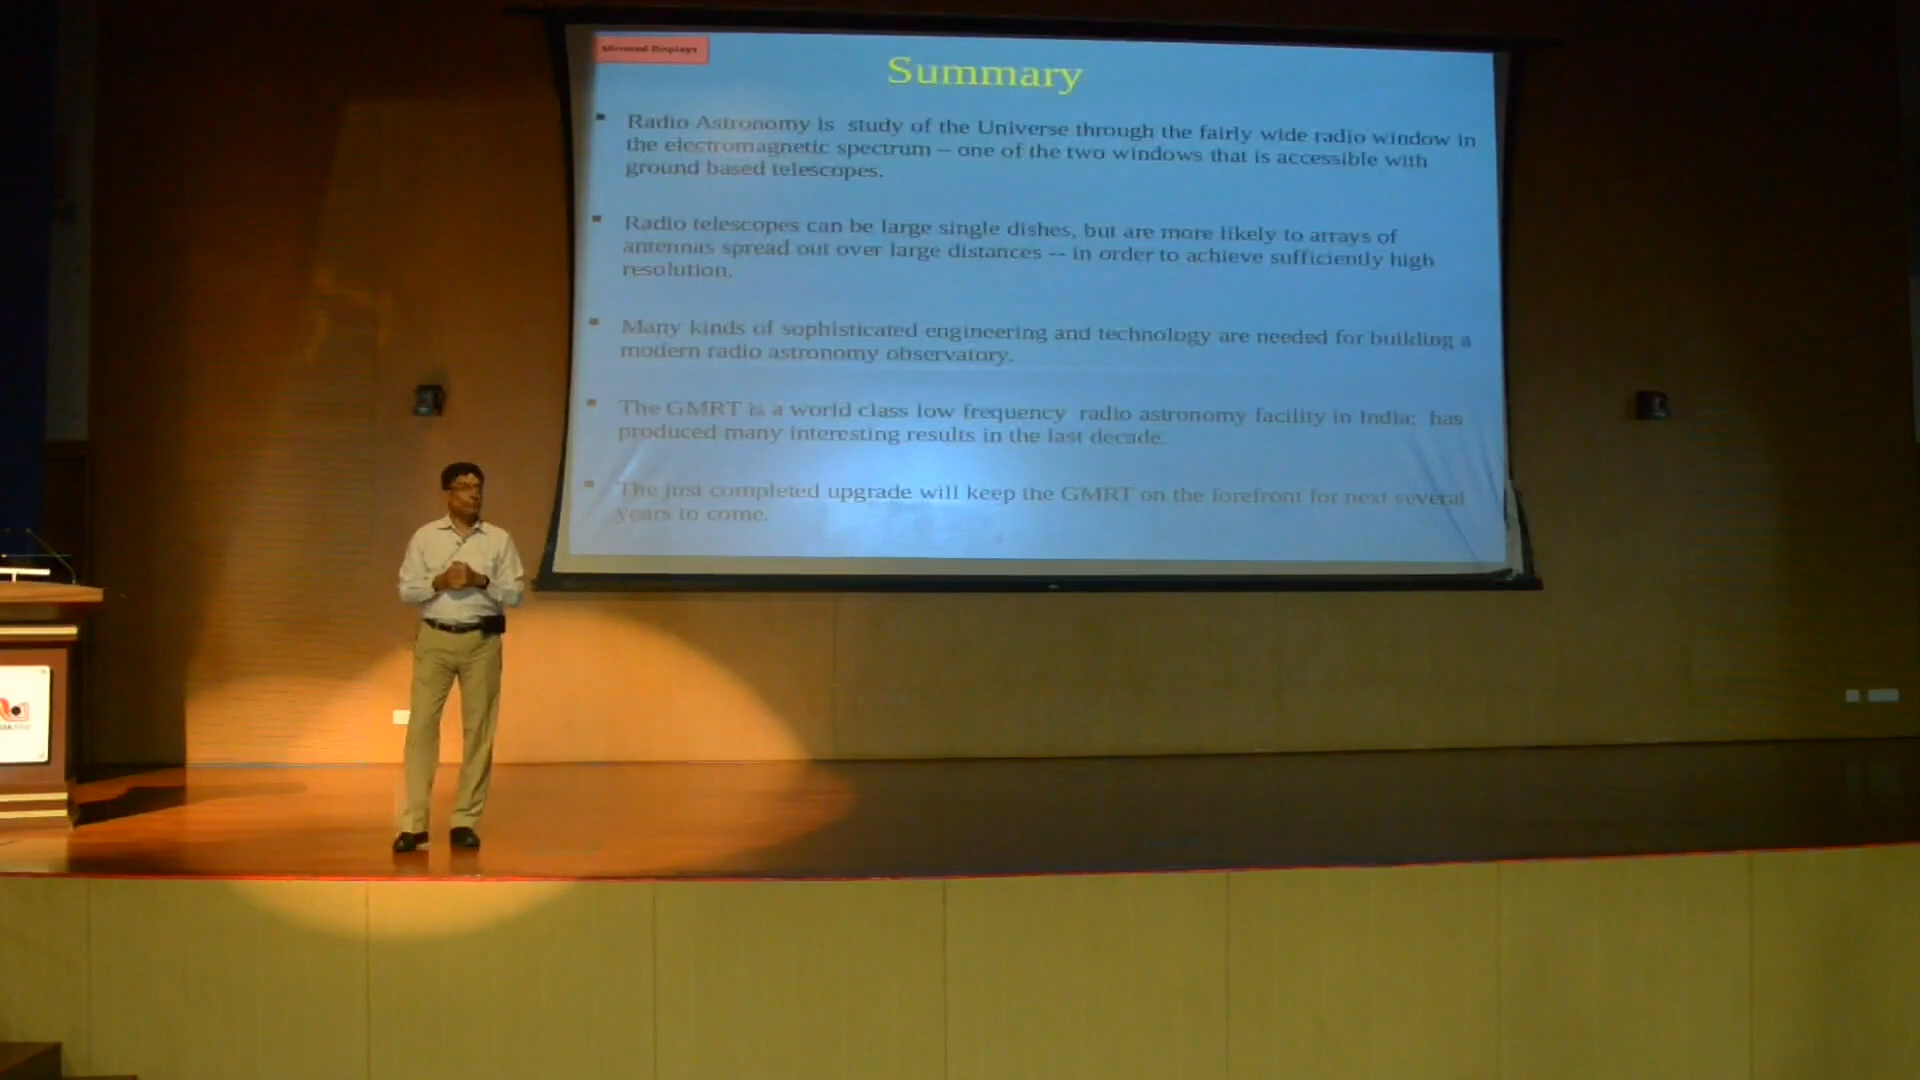 Mirrored Displays
Summary
Radio Astronomy is study of the Universe through the fairly wide radio window in
the electromagnetic spectrum – one of the two windows that is accessible with
ground based telescopes.
Radio telescopes can be large single dishes, but are more likely to arrays of
antennas spread out over large distances -- in order to achieve sufficiently high
resolution.
Many kinds of sophisticated engineering and technology are needed for building a
modern radio astronomy observatory.
The GMRT is a world class low frequency radio astronomy facility in India: has
produced many interesting results in the last decade.
The just completed upgrade will keep the GMRT on the forefront for next several
years to come.